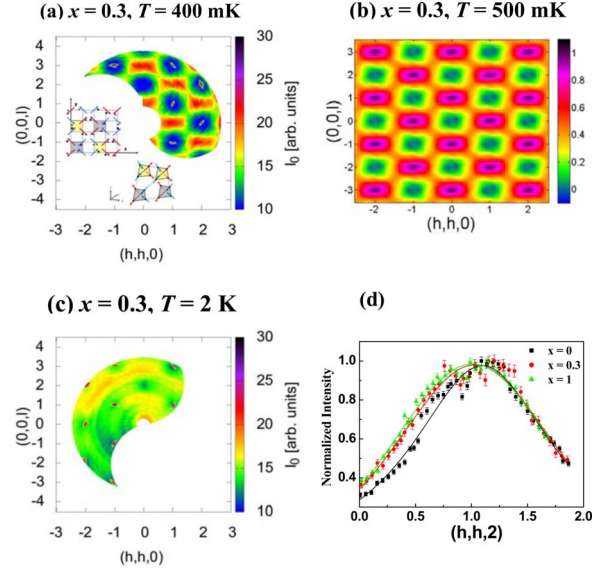 (a) x = 0.3, T = 400 mK
(b) x = 0.3, T = 500 mK
4
3
2
1
0
-1
-2
-3
-4
(0,0,l)
-3 -2 -1 0 1 2 3
(h,h,0)
30
25
20
15
10
I0 [arb. units]
3
2
1
0
-1
-2
-3
(0,0,l)
-2 -1 0 1 2
(h,h,0)
1
0.8
0.6
0.4
0.2
0
(c) x = 0.3, T = 2 K
(d)
4
3
2
1
0
-1
-2
-3
-4
(0,0,l)
-3 -2 -1 0 1 2 3
(h,h,0)
30
25
20
15
10
I0 [arb. units]
Normalized Intensity
1.0
0.8
0.6
0.4
x = 0
x = 0.3
x = 1
0.0 0.5 1.0 1.5 2.0
(h,h,2)